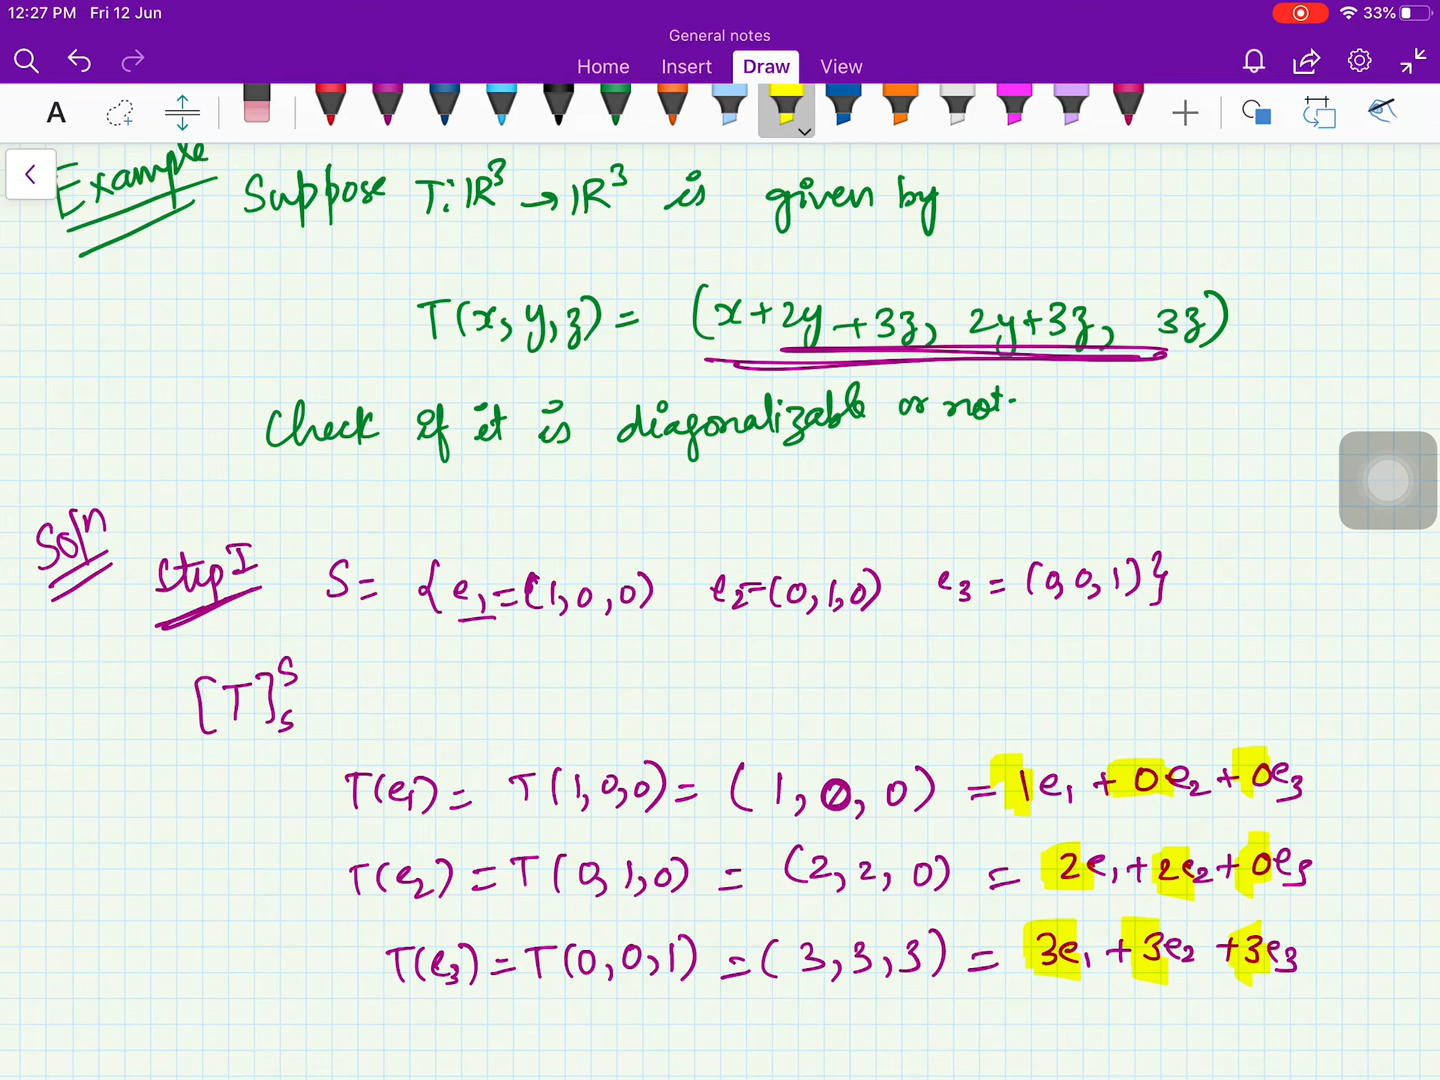 12:27 PM Fri 12 Jun 33%
General notes
Home Insert Draw View
A
Example Suppose T: ℝ³ → ℝ³ is given by
T(x, y, z) = (x+2y+3z, 2y+3z, 3z)
Check if it is diagonalizable or not.
Solⁿ
Step I S = {e₁=(1,0,0) e₂=(0,1,0) e₃=(0,0,1)}
[T]ₛˢ
T(e₁) = T(1,0,0) = (1, 0, 0) = 1e₁ + 0e₂ + 0e₃
T(e₂) = T(0,1,0) = (2,2,0) = 2e₁ + 2e₂ + 0e₃
T(e₃) = T(0,0,1) = (3,3,3) = 3e₁ + 3e₂ + 3e₃